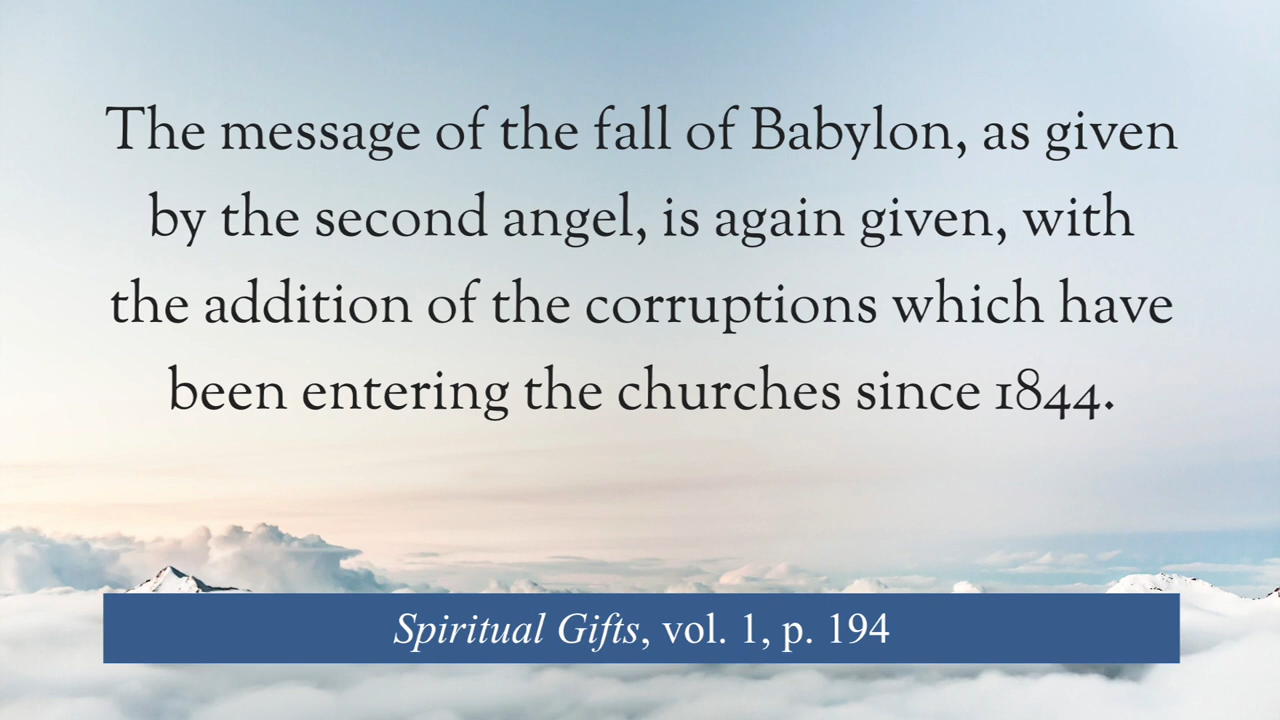 The message of the fall of Babylon, as given
by the second angel, is again given, with
the addition of the corruptions which have
been entering the churches since 1844.
Spiritual Gifts, vol. 1, p. 194